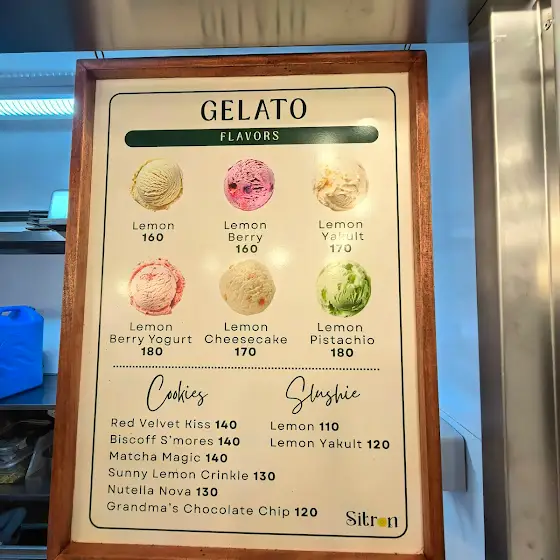 GELATO
FLAVORS
Lemon
160
Lemon
Berry
160
Lemon
Yakult
170
Lemon
Berry Yogurt
180
Lemon
Cheesecake
170
Lemon
Pistachio
180
Cookies
Red Velvet Kiss 140
Biscoff S'mores 140
Matcha Magic 140
Sunny Lemon Crinkle 130
Nutella Nova 130
Grandma's Chocolate Chip 120
Slushie
Lemon 110
Lemon Yakult 120
Sitron